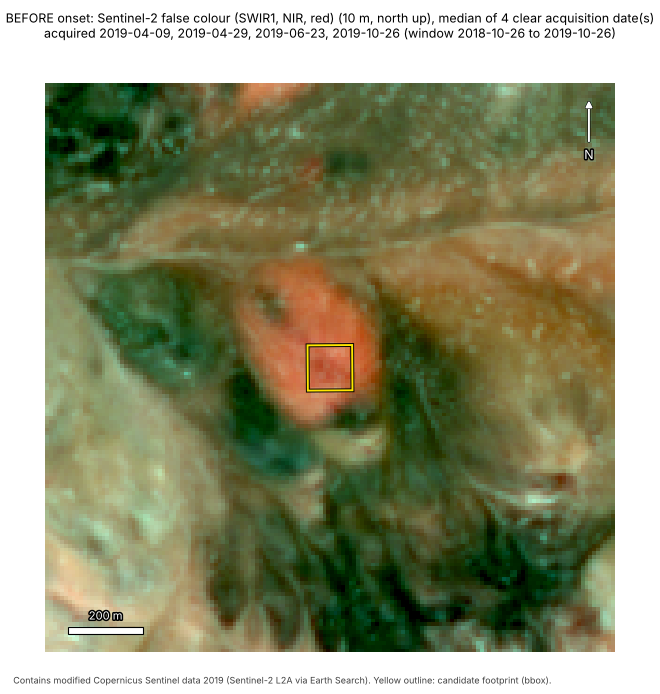 BEFORE onset: Sentinel-2 false colour (SWIR1, NIR, red) (10 m, north up), median of 4 clear acquisition date(s)
acquired 2019-04-09, 2019-04-29, 2019-06-23, 2019-10-26 (window 2018-10-26 to 2019-10-26)
N
200 m
Contains modified Copernicus Sentinel data 2019 (Sentinel-2 L2A via Earth Search). Yellow outline: candidate footprint (bbox).